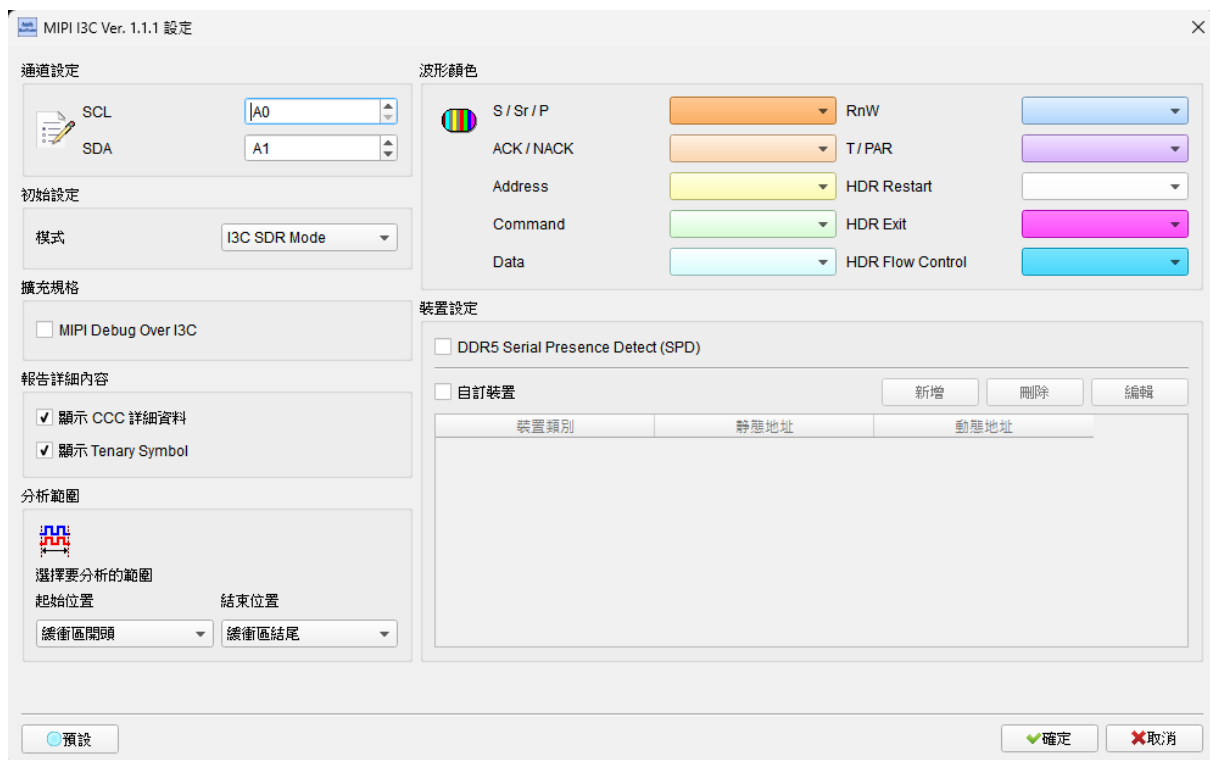 MIPI I3C Ver. 1.1.1 設定
通道設定
SCL
A0
SDA
A1
初始設定
模式
I3C SDR Mode
擴充規格
MIPI Debug Over I3C
報告詳細內容
顯示 CCC 詳細資料
顯示 Tenary Symbol
分析範圍
選擇要分析的範圍
起始位置
結束位置
緩衝區開頭
緩衝區結尾
波形顏色
S / Sr / P
RnW
ACK / NACK
T / PAR
Address
HDR Restart
Command
HDR Exit
Data
HDR Flow Control
裝置設定
DDR5 Serial Presence Detect (SPD)
自訂裝置
新增
刪除
編輯
裝置類別
靜態地址
動態地址
預設
確定
取消